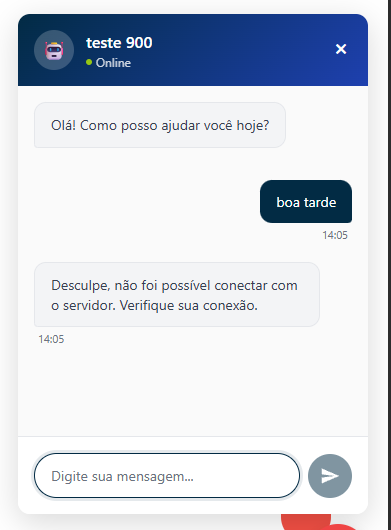 teste 900
Online
Olá! Como posso ajudar você hoje?
boa tarde
14:05
Desculpe, não foi possível conectar com
o servidor. Verifique sua conexão.
14:05
Digite sua mensagem...